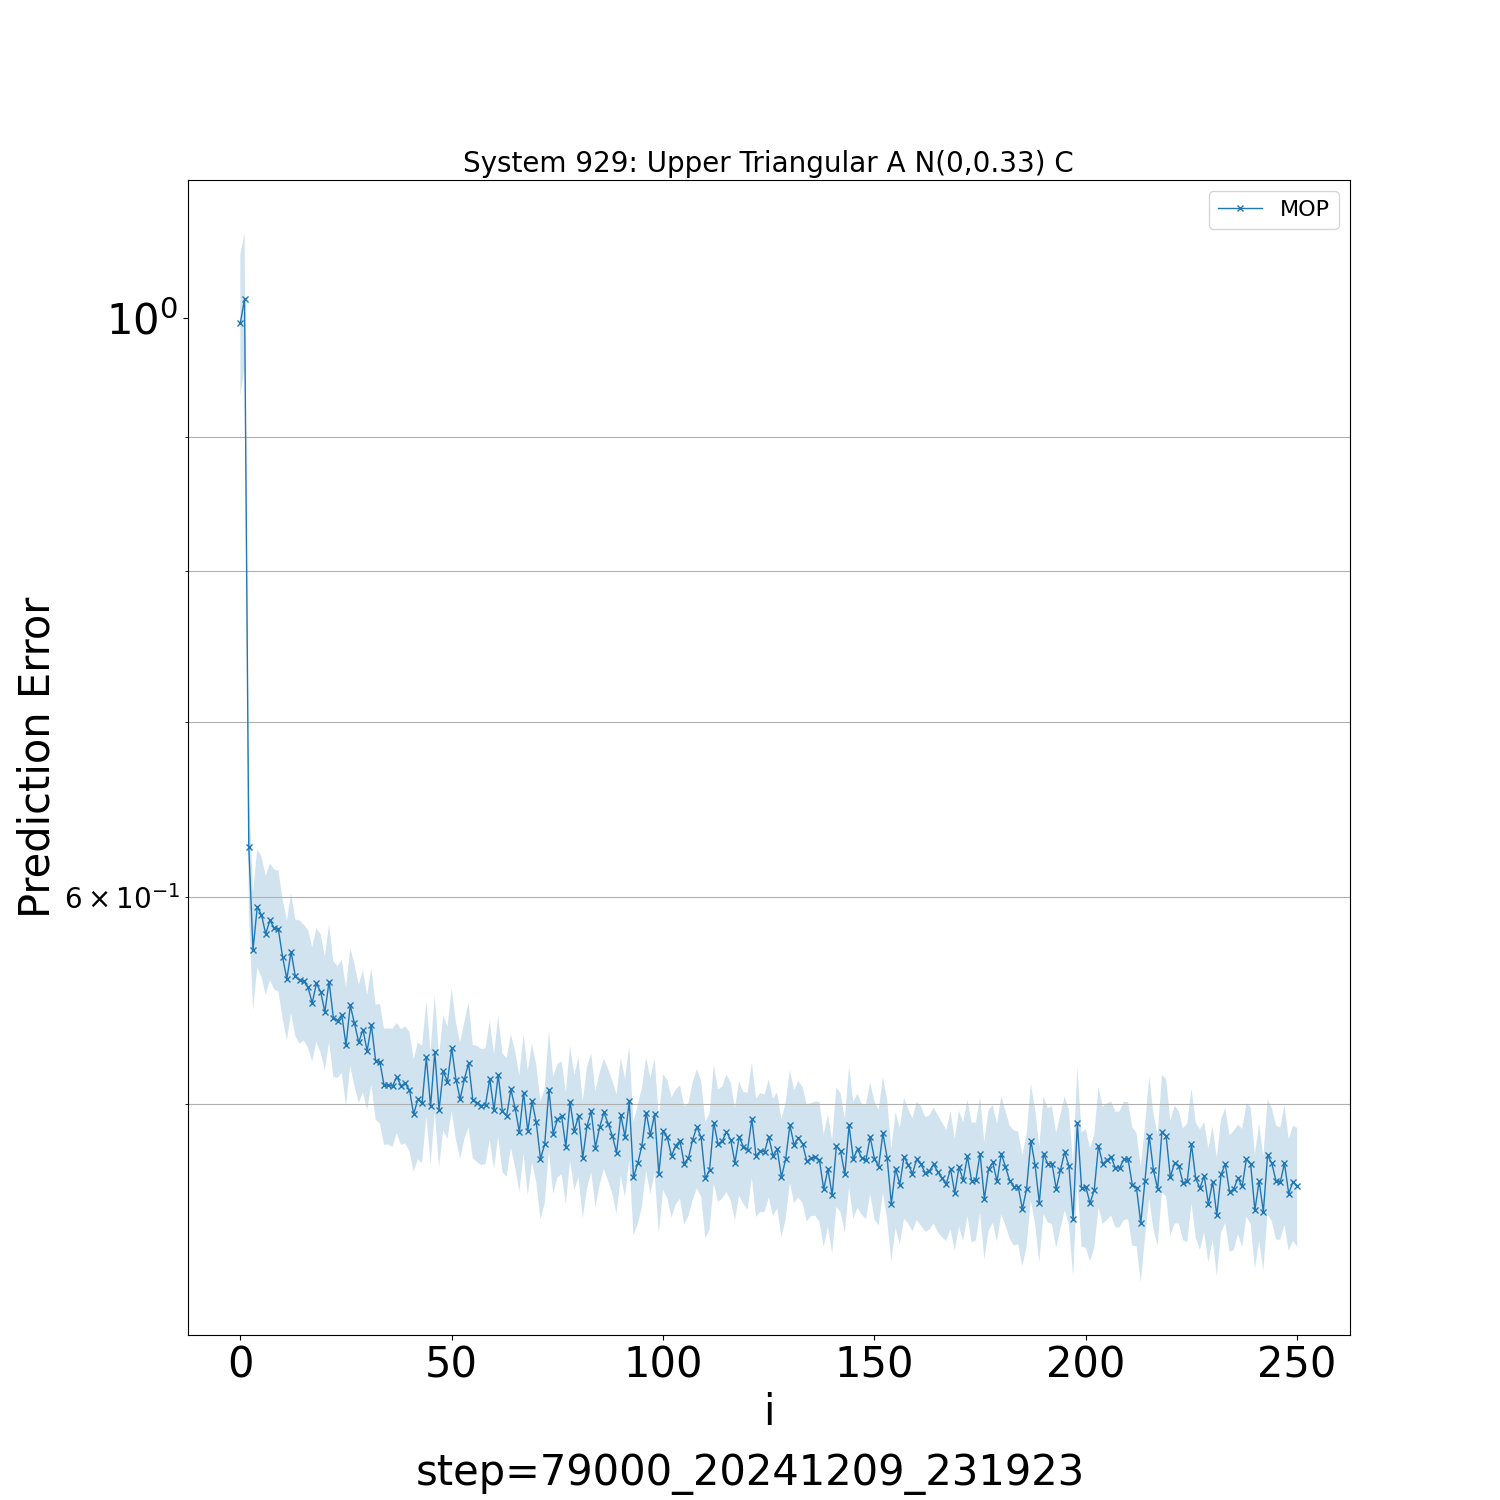 System 929: Upper Triangular A N(0,0.33) C
MOP
10⁰
6 × 10⁻¹
Prediction Error
0 50 100 150 200 250
i
step=79000_20241209_231923